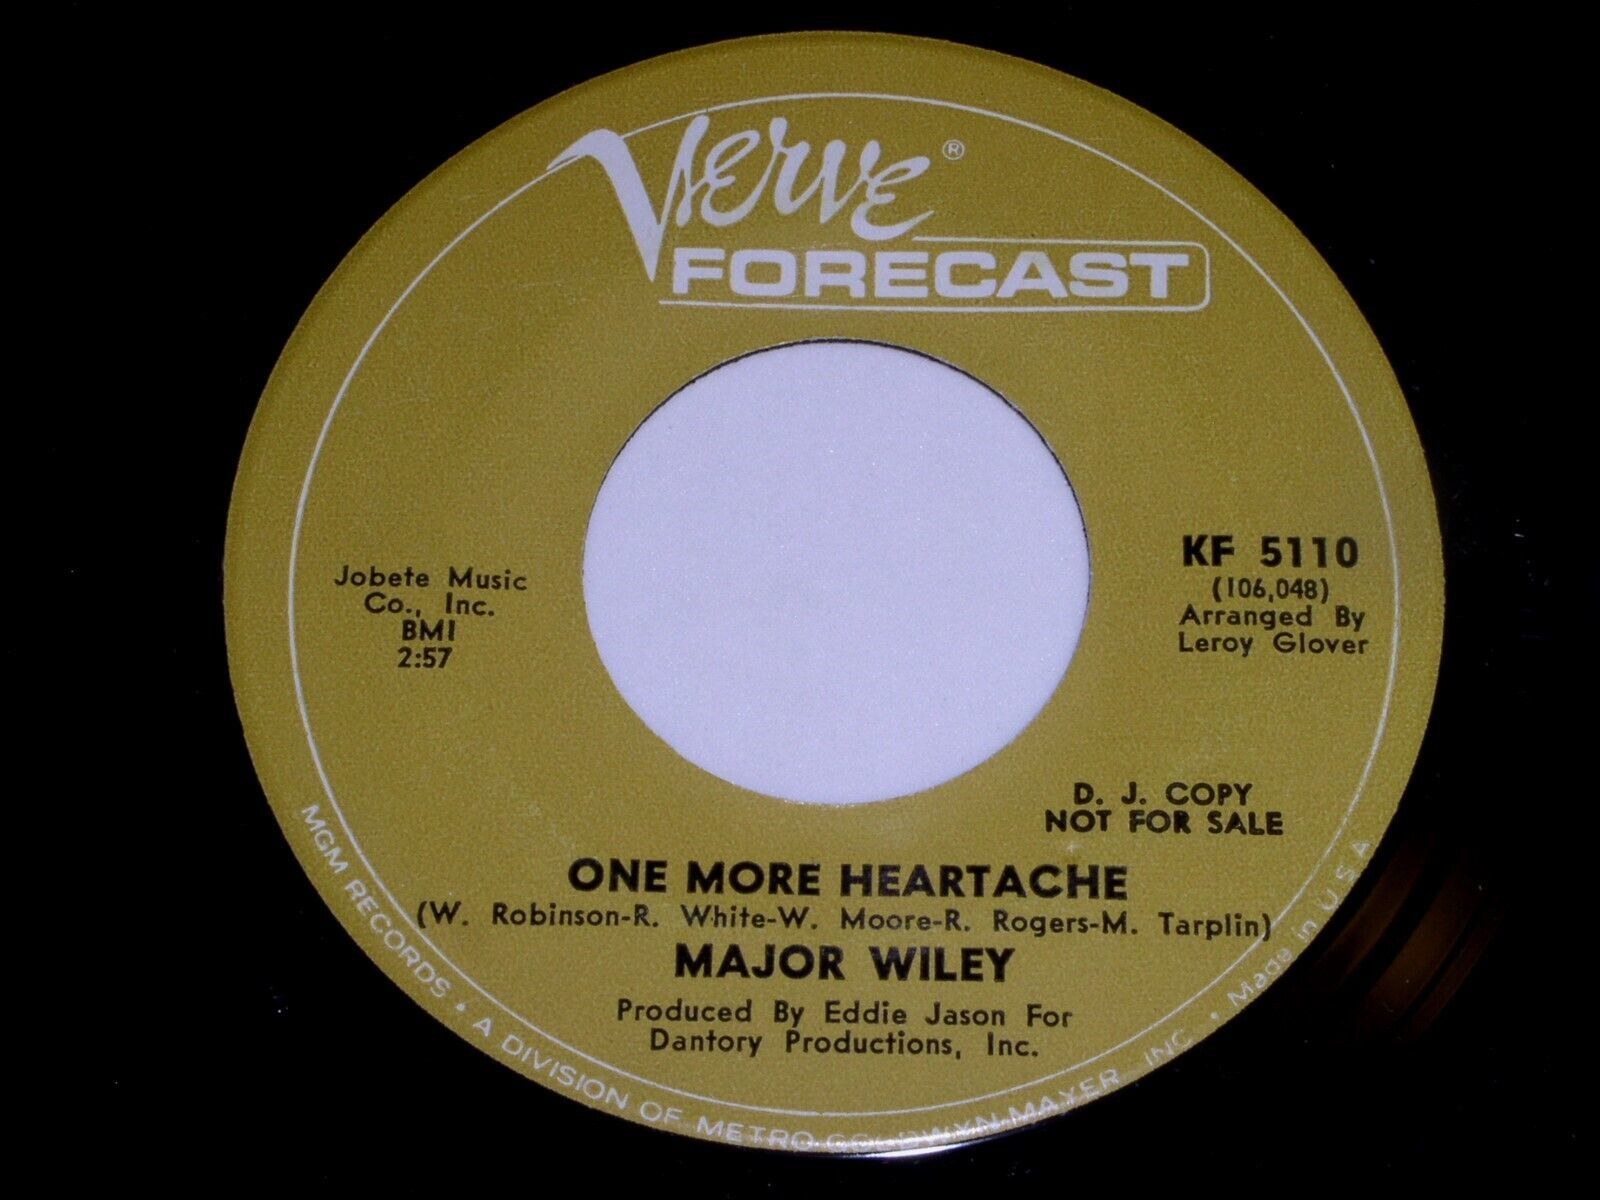 Verve ®
FORECAST
Jobete Music
Co., Inc.
BMI
2:57
KF 5110
(106,048)
Arranged By
Leroy Glover
D. J. COPY
NOT FOR SALE
ONE MORE HEARTACHE
(W. Robinson-R. White-W. Moore-R. Rogers-M. Tarplin)
MAJOR WILEY
Produced By Eddie Jason For
Dantory Productions, Inc.
MGM RECORDS • A DIVISION OF METRO-GOLDWYN-MAYER, INC. • Made in U.S.A